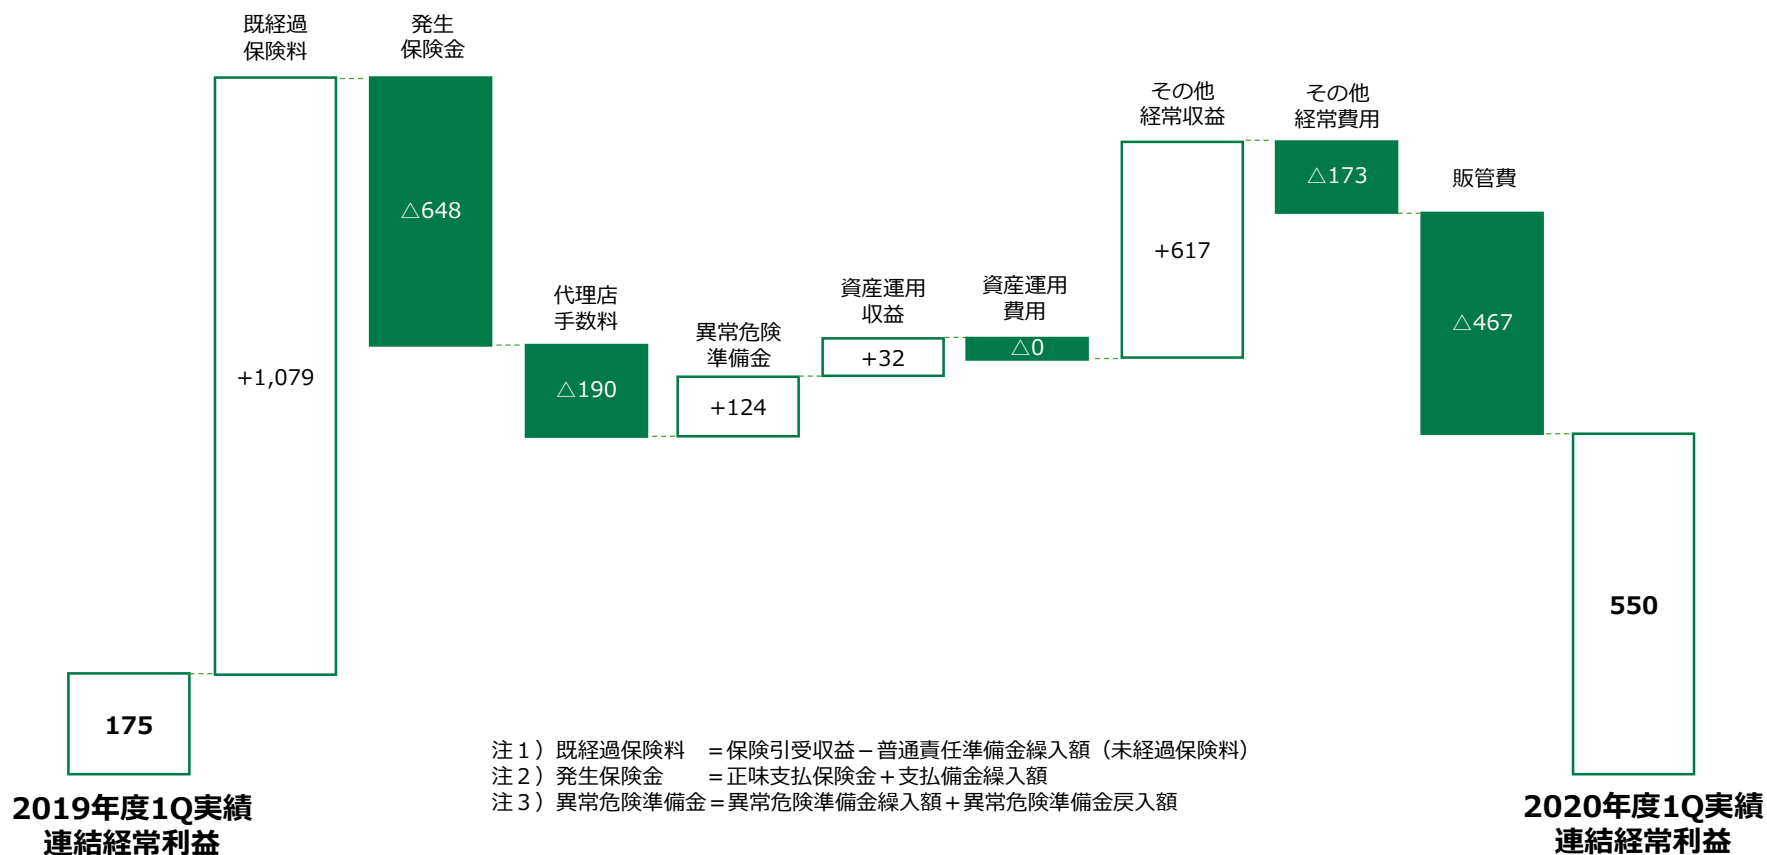 既経過
保険料
発生
保険金
代理店
手数料
異常危険
準備金
資産運用
収益
資産運用
費用
その他
経常収益
その他
経常費用
販管費
175
+1,079
△648
△190
+124
+32
△0
+617
△173
△467
550
注１）既経過保険料　＝保険引受収益－普通責任準備金繰入額（未経過保険料）
注２）発生保険金　　＝正味支払保険金＋支払備金繰入額
注３）異常危険準備金＝異常危険準備金繰入額＋異常危険準備金戻入額
2019年度1Q実績
連結経常利益
2020年度1Q実績
連結経常利益